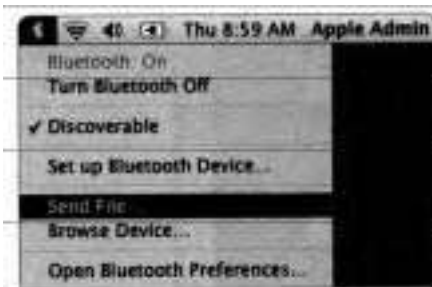 Thu 8:59 AM Apple Admin
Bluetooth: On
Turn Bluetooth Off
✓ Discoverable
Set up Bluetooth Device...
Send File...
Browse Device...
Open Bluetooth Preferences...